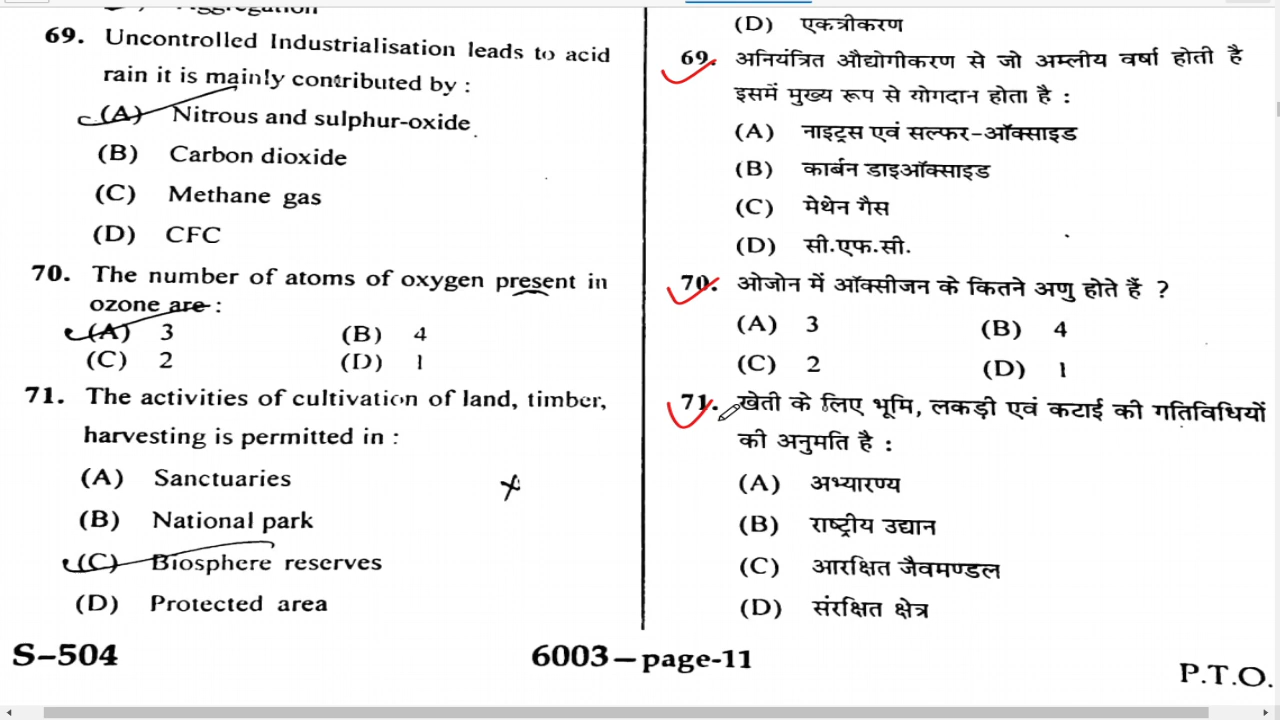 Aggregation
69. Uncontrolled Industrialisation leads to acid
rain it is mainly contributed by :
(A) Nitrous and sulphur-oxide
(B) Carbon dioxide
(C) Methane gas
(D) CFC
70. The number of atoms of oxygen present in
ozone are :
(A) 3 (B) 4
(C) 2 (D) 1
71. The activities of cultivation of land, timber,
harvesting is permitted in :
(A) Sanctuaries
(B) National park
(C) Biosphere reserves
(D) Protected area
(D) एकत्रीकरण
69. अनियंत्रित औद्योगीकरण से जो अम्लीय वर्षा होती है
इसमें मुख्य रूप से योगदान होता है :
(A) नाइट्रस एवं सल्फर-ऑक्साइड
(B) कार्बन डाइऑक्साइड
(C) मेथेन गैस
(D) सी.एफ.सी.
70. ओजोन में ऑक्सीजन के कितने अणु होते हैं ?
(A) 3 (B) 4
(C) 2 (D) 1
71. खेती के लिए भूमि, लकड़ी एवं कटाई की गतिविधियों
की अनुमति है :
(A) अभ्यारण्य
(B) राष्ट्रीय उद्यान
(C) आरक्षित जैवमण्डल
(D) संरक्षित क्षेत्र
S-504 6003-page-11 P.T.O.